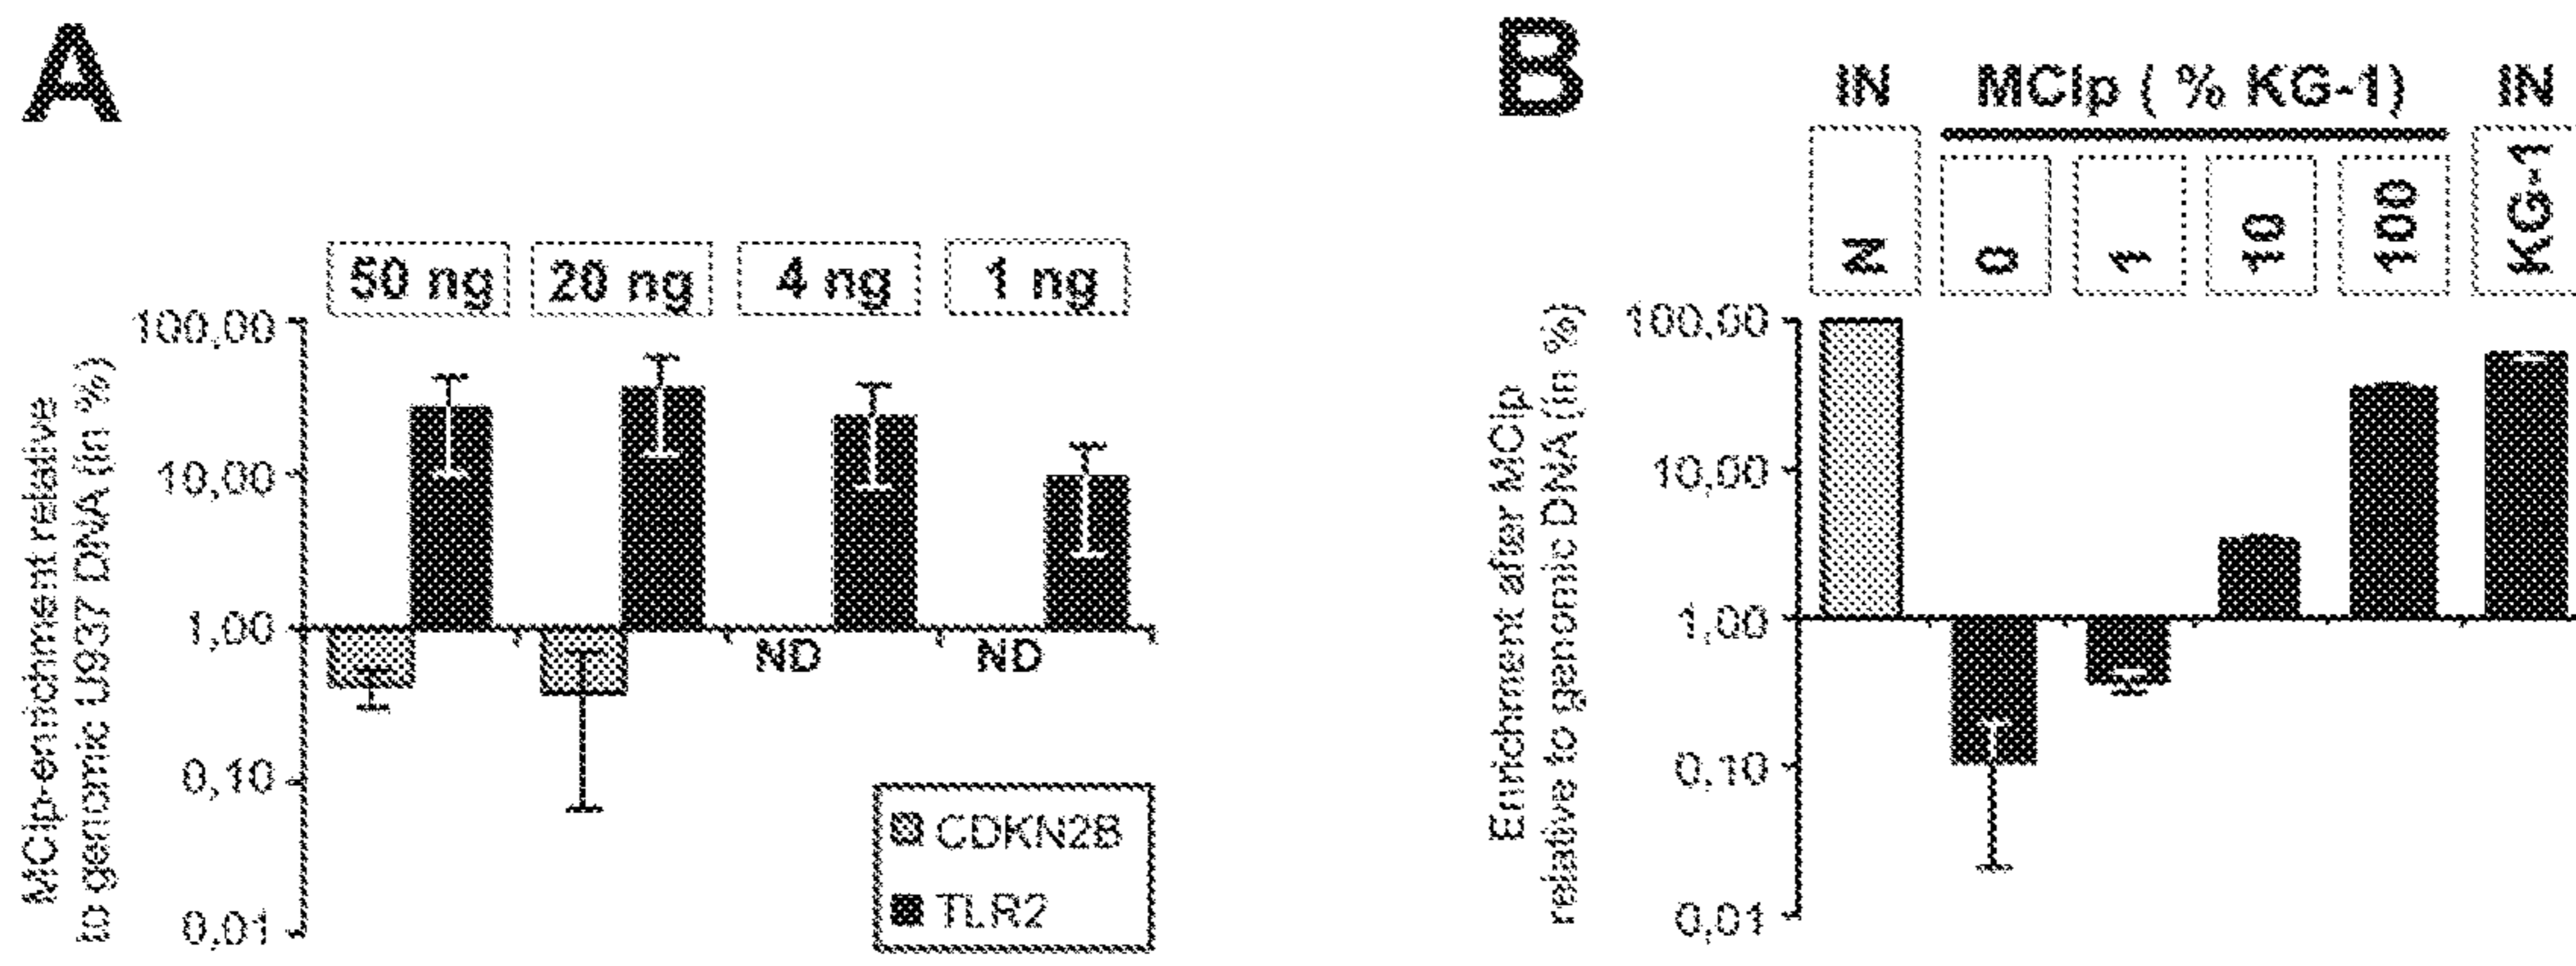 A
50 ng 20 ng 4 ng 1 ng
100,00
10,00
1,00
0,10
0,01
MCIp-enrichment relative
to genomic U937 DNA (in %)
ND ND
CDKN2B
TLR2
B
IN MCIp ( % KG-1) IN
N 0 1 10 100 KG-1
100,00
10,00
1,00
0,10
0,01
Enrichment after MCIp
relative to genomic DNA (in %)